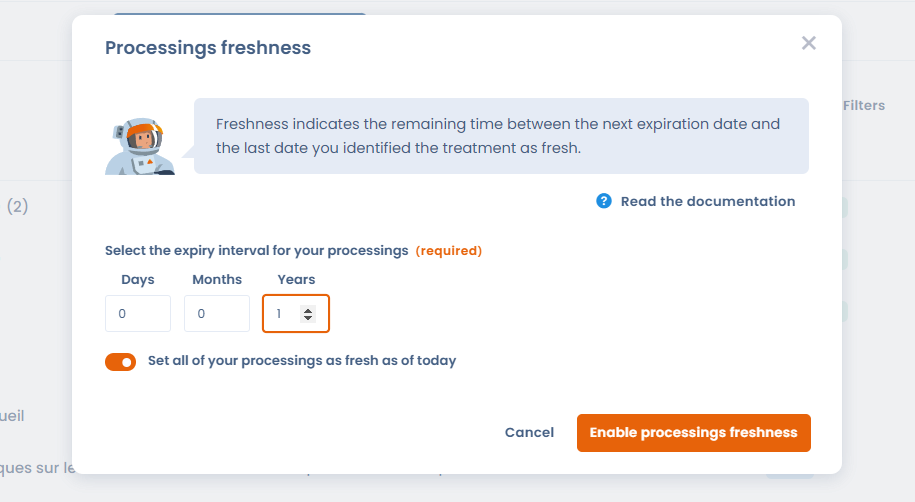 Processings freshness
Filters
Freshness indicates the remaining time between the next expiration date and
the last date you identified the treatment as fresh.
(2)
? Read the documentation
Select the expiry interval for your processings (required)
Days Months Years
0 0 1
Set all of your processings as fresh as of today
ueil
Cancel Enable processings freshness
ques sur le